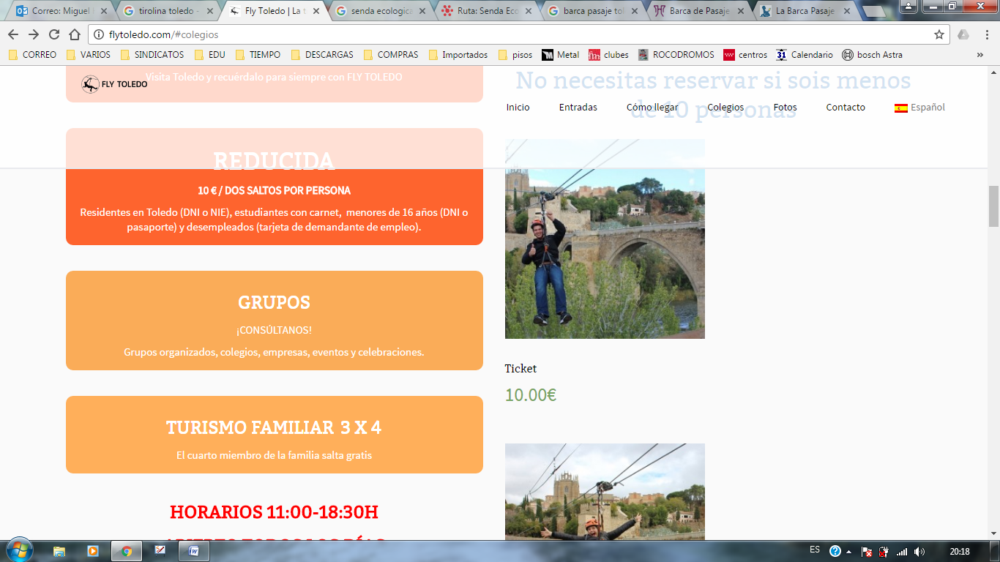 Correo: Miguel
tirolina toledo -
Fly Toledo | La t
senda ecologica
Ruta: Senda Eco
barca pasaje tol
Barca de Pasaje
La Barca Pasaje
flytoledo.com/#colegios
CORREO
VARIOS
SINDICATOS
EDU
TIEMPO
DESCARGAS
COMPRAS
Importados
pisos
Metal
clubes
ROCODROMOS
centros
31 Calendario
bosch Astra
»
FLY TOLEDO
Visita Toledo y recuérdalo para siempre con FLY TOLEDO
Inicio
Entradas
Cómo llegar
Colegios
Fotos
Contacto
Español
REDUCIDA
10 € / DOS SALTOS POR PERSONA
Residentes en Toledo (DNI o NIE), estudiantes con carnet, menores de 16 años (DNI o
pasaporte) y desempleados (tarjeta de demandante de empleo).
GRUPOS
¡CONSÚLTANOS!
Grupos organizados, colegios, empresas, eventos y celebraciones.
TURISMO FAMILIAR 3 X 4
El cuarto miembro de la familia salta gratis
HORARIOS 11:00-18:30H
No necesitas reservar si sois menos
de 10 personas
Ticket
10.00€
ES
20:18